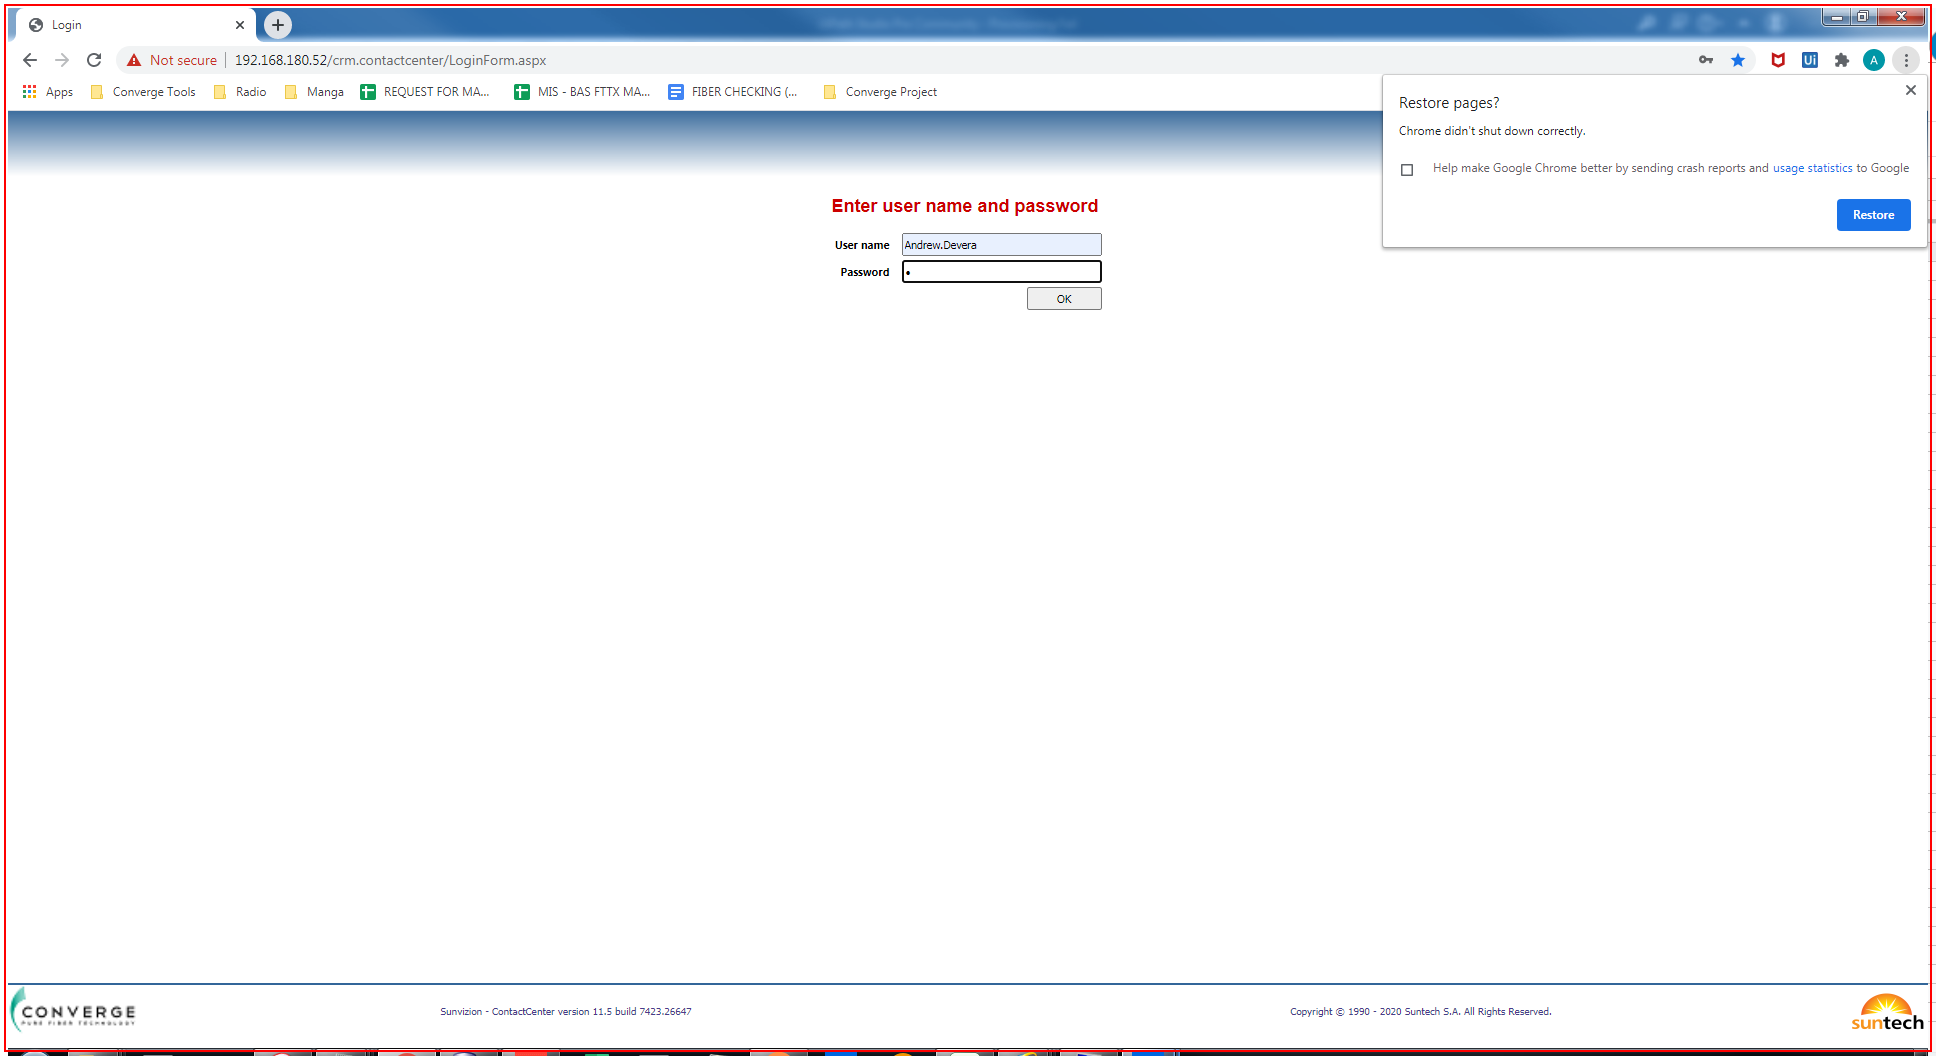 Login
Not secure
192.168.180.52/crm.contactcenter/LoginForm.aspx
Ui
A
Apps
Converge Tools
Radio
Manga
REQUEST FOR MA...
MIS - BAS FTTX MA...
FIBER CHECKING (...
Converge Project
Restore pages?
Chrome didn't shut down correctly.
Help make Google Chrome better by sending crash reports and usage statistics to Google
Restore
Enter user name and password
User name
Andrew.Devera
Password
OK
CONVERGE
PURE FIBER TECHNOLOGY
Sunvizion - ContactCenter version 11.5 build 7423.26647
Copyright © 1990 - 2020 Suntech S.A. All Rights Reserved.
suntech